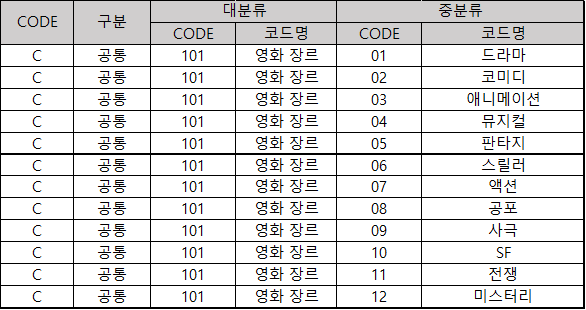 CODE 구분 대분류 중분류
CODE 코드명 CODE 코드명
C 공통 101 영화 장르 01 드라마
C 공통 101 영화 장르 02 코미디
C 공통 101 영화 장르 03 애니메이션
C 공통 101 영화 장르 04 뮤지컬
C 공통 101 영화 장르 05 판타지
C 공통 101 영화 장르 06 스릴러
C 공통 101 영화 장르 07 액션
C 공통 101 영화 장르 08 공포
C 공통 101 영화 장르 09 사극
C 공통 101 영화 장르 10 SF
C 공통 101 영화 장르 11 전쟁
C 공통 101 영화 장르 12 미스터리